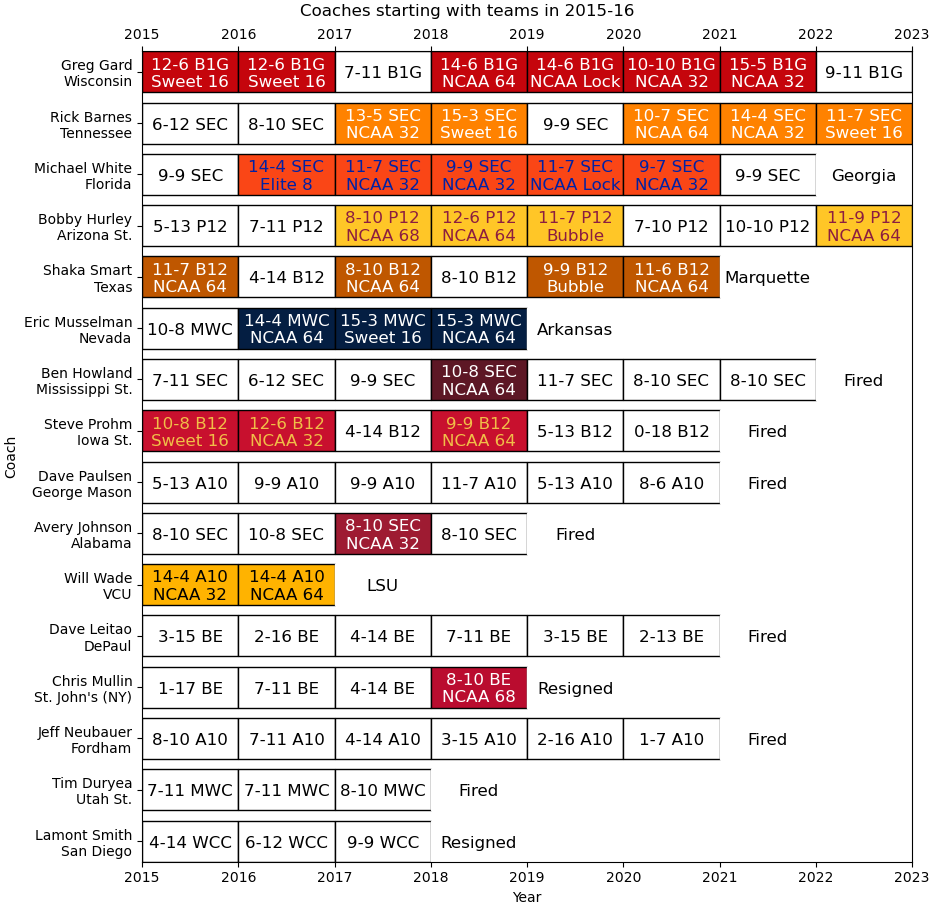 Coaches starting with teams in 2015-16
2015 2016 2017 2018 2019 2020 2021 2022 2023
Greg Gard
Wisconsin
12-6 B1G
Sweet 16
12-6 B1G
Sweet 16
7-11 B1G
14-6 B1G
NCAA 64
14-6 B1G
NCAA Lock
10-10 B1G
NCAA 32
15-5 B1G
NCAA 32
9-11 B1G
Rick Barnes
Tennessee
6-12 SEC
8-10 SEC
13-5 SEC
NCAA 32
15-3 SEC
Sweet 16
9-9 SEC
10-7 SEC
NCAA 64
14-4 SEC
NCAA 32
11-7 SEC
Sweet 16
Michael White
Florida
9-9 SEC
14-4 SEC
Elite 8
11-7 SEC
NCAA 32
9-9 SEC
NCAA 32
11-7 SEC
NCAA Lock
9-7 SEC
NCAA 32
9-9 SEC
Georgia
Bobby Hurley
Arizona St.
5-13 P12
7-11 P12
8-10 P12
NCAA 68
12-6 P12
NCAA 64
11-7 P12
Bubble
7-10 P12
10-10 P12
11-9 P12
NCAA 64
Shaka Smart
Texas
11-7 B12
NCAA 64
4-14 B12
8-10 B12
NCAA 64
8-10 B12
9-9 B12
Bubble
11-6 B12
NCAA 64
Marquette
Eric Musselman
Nevada
10-8 MWC
14-4 MWC
NCAA 64
15-3 MWC
Sweet 16
15-3 MWC
NCAA 64
Arkansas
Ben Howland
Mississippi St.
7-11 SEC
6-12 SEC
9-9 SEC
10-8 SEC
NCAA 64
11-7 SEC
8-10 SEC
8-10 SEC
Fired
Steve Prohm
Iowa St.
10-8 B12
Sweet 16
12-6 B12
NCAA 32
4-14 B12
9-9 B12
NCAA 64
5-13 B12
0-18 B12
Fired
Dave Paulsen
George Mason
5-13 A10
9-9 A10
9-9 A10
11-7 A10
5-13 A10
8-6 A10
Fired
Avery Johnson
Alabama
8-10 SEC
10-8 SEC
8-10 SEC
NCAA 32
8-10 SEC
Fired
Will Wade
VCU
14-4 A10
NCAA 32
14-4 A10
NCAA 64
LSU
Dave Leitao
DePaul
3-15 BE
2-16 BE
4-14 BE
7-11 BE
3-15 BE
2-13 BE
Fired
Chris Mullin
St. John's (NY)
1-17 BE
7-11 BE
4-14 BE
8-10 BE
NCAA 68
Resigned
Jeff Neubauer
Fordham
8-10 A10
7-11 A10
4-14 A10
3-15 A10
2-16 A10
1-7 A10
Fired
Tim Duryea
Utah St.
7-11 MWC
7-11 MWC
8-10 MWC
Fired
Lamont Smith
San Diego
4-14 WCC
6-12 WCC
9-9 WCC
Resigned
Coach
2015 2016 2017 2018 2019 2020 2021 2022 2023
Year